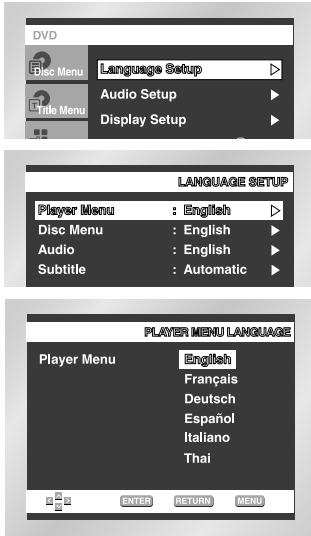 DVD
Disc Menu
Language Setup
Audio Setup
Title Menu
Display Setup
LANGUAGE SETUP
Player Menu : English
Disc Menu : English
Audio : English
Subtitle : Automatic
PLAYER MENU LANGUAGE
Player Menu English
Français
Deutsch
Español
Italiano
Thai
ENTER RETURN MENU